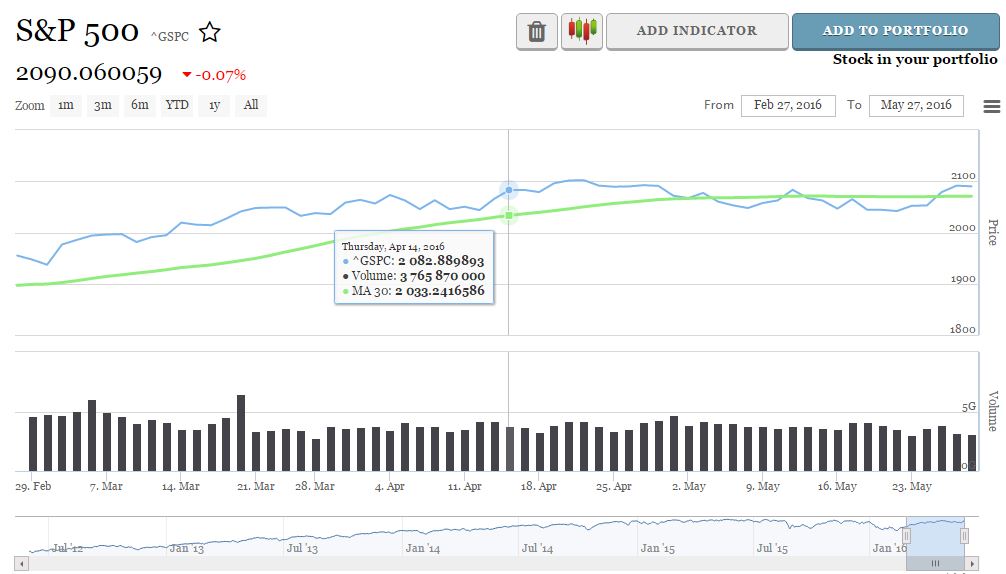 S&P 500 ^GSPC
ADD INDICATOR
ADD TO PORTFOLIO
2090.060059 -0.07%
Stock in your portfolio
Zoom 1m 3m 6m YTD 1y All
From Feb 27, 2016 To May 27, 2016
2100
2000
1900
1800
Price
Thursday, Apr 14, 2016
^GSPC: 2 082.889893
Volume: 3 765 870 000
MA 30: 2 033.2416586
5G
0G
Volume
29. Feb 7. Mar 14. Mar 21. Mar 28. Mar 4. Apr 11. Apr 18. Apr 25. Apr 2. May 9. May 16. May 23. May
Jul '12 Jan '13 Jul '13 Jan '14 Jul '14 Jan '15 Jul '15 Jan '16